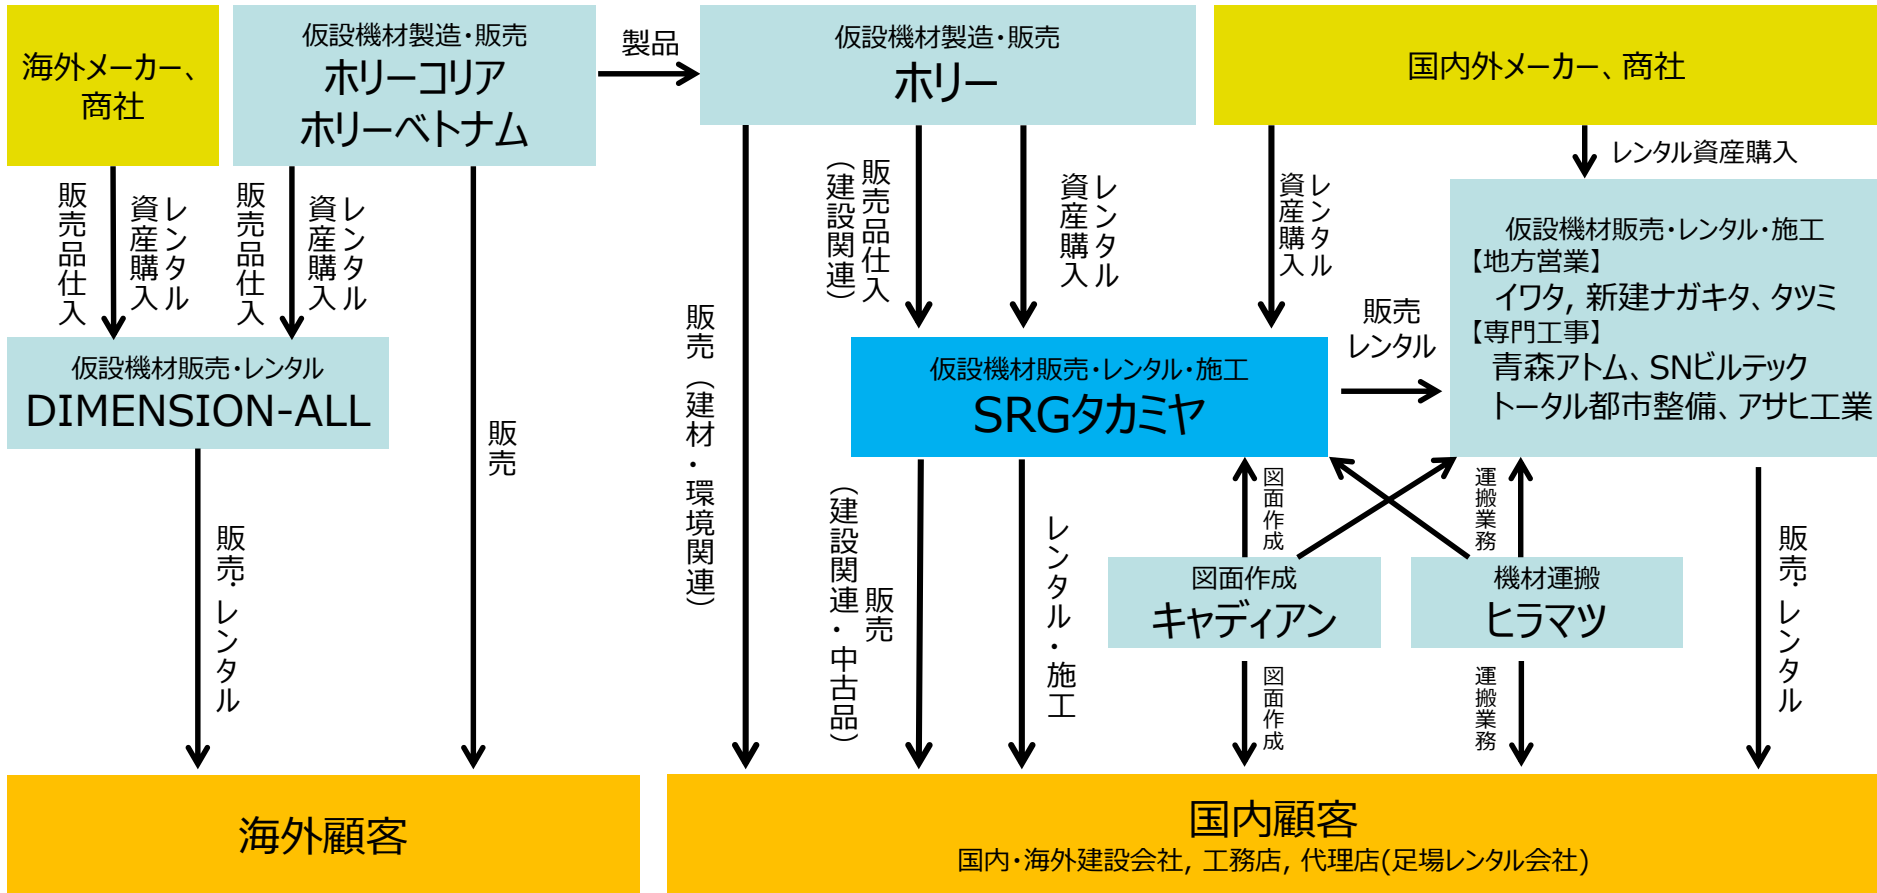 海外メーカー、
商社
仮設機材製造・販売
ホリーコリア
ホリーベトナム
製品
仮設機材製造・販売
ホリー
国内外メーカー、商社
販売品仕入
レンタル
資産購入
販売品仕入
レンタル
資産購入
販売品仕入
（建設関連）
レンタル
資産購入
レンタル
資産購入
レンタル資産購入
仮設機材販売・レンタル・施工
【地方営業】
イワタ, 新建ナガキタ、タツミ
【専門工事】
青森アトム、SNビルテック
トータル都市整備、アサヒ工業
仮設機材販売・レンタル
DIMENSION-ALL
販売
販売（建材・環境関連）
仮設機材販売・レンタル・施工
SRGタカミヤ
販売
レンタル
販売・レンタル
販売
（建設関連・中古品）
レンタル・施工
図面作成
運搬業務
図面作成
キャディアン
機材運搬
ヒラマツ
図面作成
運搬業務
販売・レンタル
海外顧客
国内顧客
国内・海外建設会社, 工務店, 代理店(足場レンタル会社)